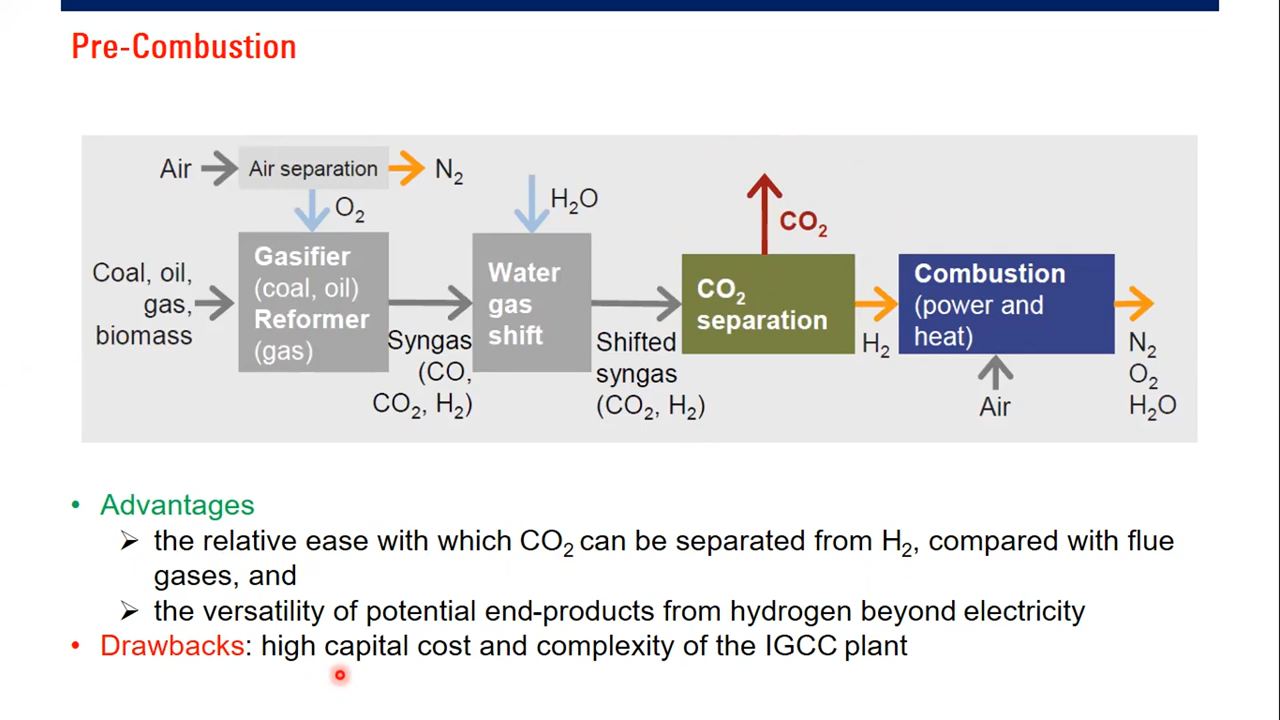 Pre-Combustion
Air
Air separation
N₂
O₂
H₂O
CO₂
Coal, oil,
gas,
biomass
Gasifier
(coal, oil)
Reformer
(gas)
Syngas
(CO,
CO₂, H₂)
Water
gas
shift
Shifted
syngas
(CO₂, H₂)
CO₂
separation
H₂
Combustion
(power and
heat)
Air
N₂
O₂
H₂O
• Advantages
➢ the relative ease with which CO₂ can be separated from H₂, compared with flue
gases, and
➢ the versatility of potential end-products from hydrogen beyond electricity
• Drawbacks: high capital cost and complexity of the IGCC plant